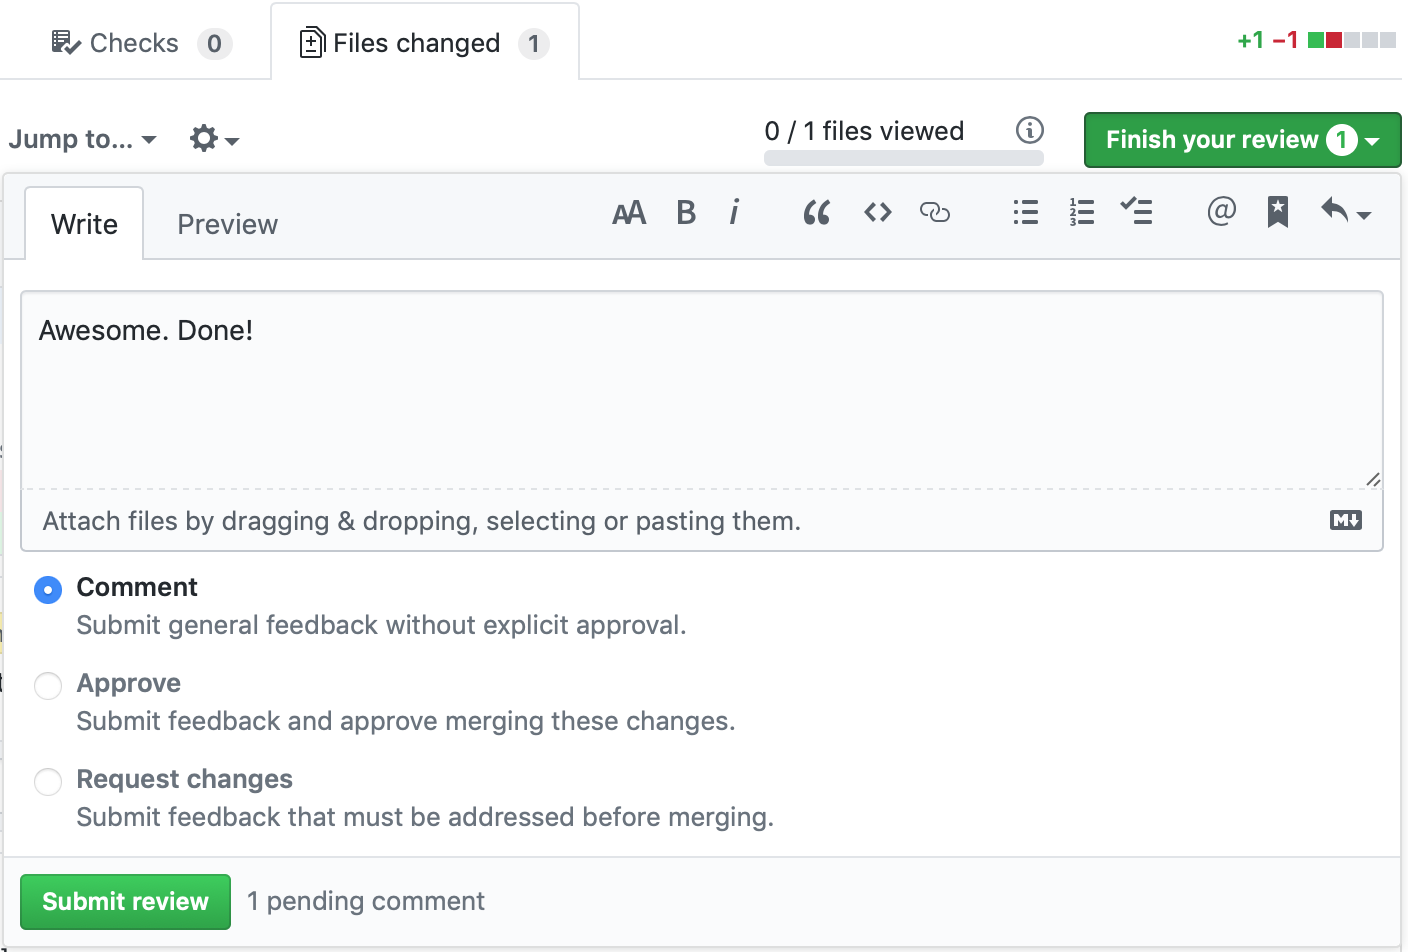 Checks 0 Files changed 1 +1 −1
Jump to... 0 / 1 files viewed Finish your review 1
Write Preview
Awesome. Done!
Attach files by dragging & dropping, selecting or pasting them.
Comment
Submit general feedback without explicit approval.
Approve
Submit feedback and approve merging these changes.
Request changes
Submit feedback that must be addressed before merging.
Submit review 1 pending comment